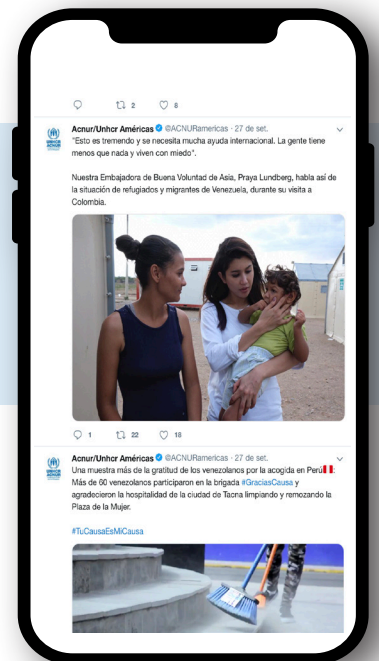 2 8
Acnur/Unhcr Américas @ACNURamericas · 27 de set.
"Esto es tremendo y se necesita mucha ayuda internacional. La gente tiene
menos que nada y viven con miedo".
Nuestra Embajadora de Buena Voluntad de Asia, Praya Lundberg, habla así de
la situación de refugiados y migrantes de Venezuela, durante su visita a
Colombia.
1 22 18
Acnur/Unhcr Américas @ACNURamericas · 27 de set.
Una muestra más de la gratitud de los venezolanos por la acogida en Perú🇵🇪:
Más de 60 venezolanos participaron en la brigada #GraciasCausa y
agradecieron la hospitalidad de la ciudad de Tacna limpiando y remozando la
Plaza de la Mujer.
#TuCausaEsMiCausa